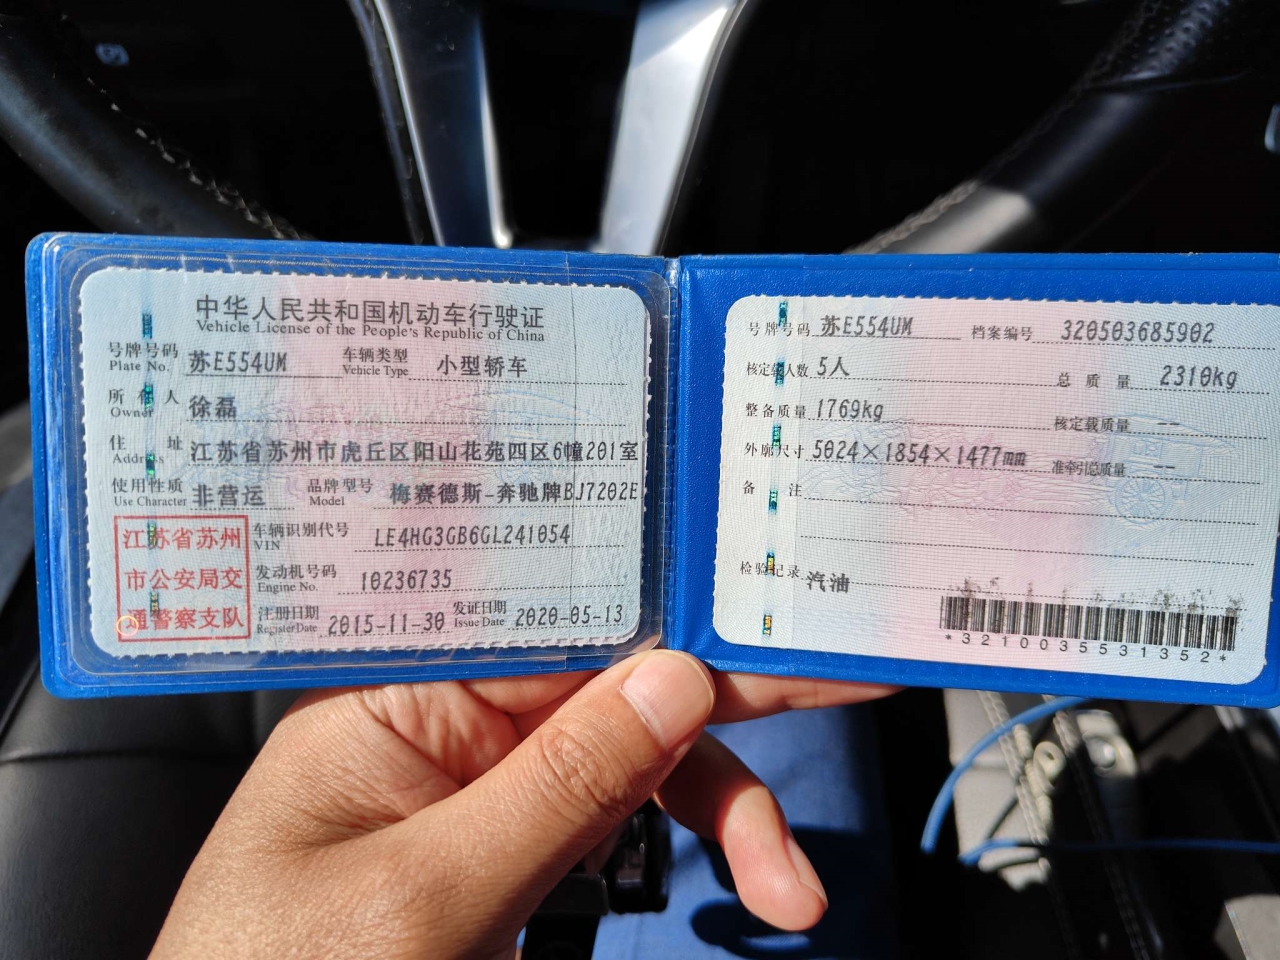 中华人民共和国机动车行驶证
Vehicle License of the People's Republic of China
号牌号码 苏E554UM 车辆类型 小型轿车
Plate No. Vehicle Type
所有人 徐磊
Owner
住址 江苏省苏州市虎丘区阳山花苑四区6幢201室
Address
使用性质 非营运 品牌型号 梅赛德斯-奔驰牌BJ7202E
Use Character Model
江苏省苏州
市公安局交
通警察支队
车辆识别代号 LE4HG3GB6GL241054
VIN
发动机号码 10236735
Engine No.
注册日期 2015-11-30 发证日期 2020-05-13
Register Date Issue Date
号牌号码 苏E554UM 档案编号 320503685902
核定载人数 5人 总质量 2310kg
整备质量 1769kg 核定载质量 --
外廓尺寸 5024×1854×1477mm 准牵引总质量 --
备注
检验记录 汽油
*3210035531352*